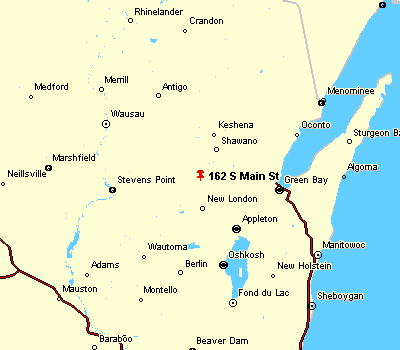 Rhinelander
Crandon
Medford
Merrill
Antigo
Menominee
Wausau
Keshena
Oconto
Shawano
Sturgeon Ba
Marshfield
Algoma
Neillsville
Stevens Point
162 S Main St
Green Bay
New London
Appleton
Wautoma
Manitowoc
Oshkosh
Adams
Berlin
New Holstein
Mauston
Montello
Fond du Lac
Sheboygan
Baraboo
Beaver Dam